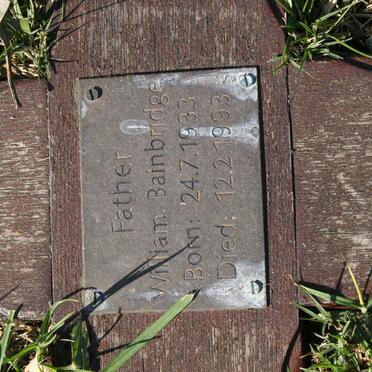 Father
William Bainbridge
Born: 24.7.1933
Died: 12.2.1993